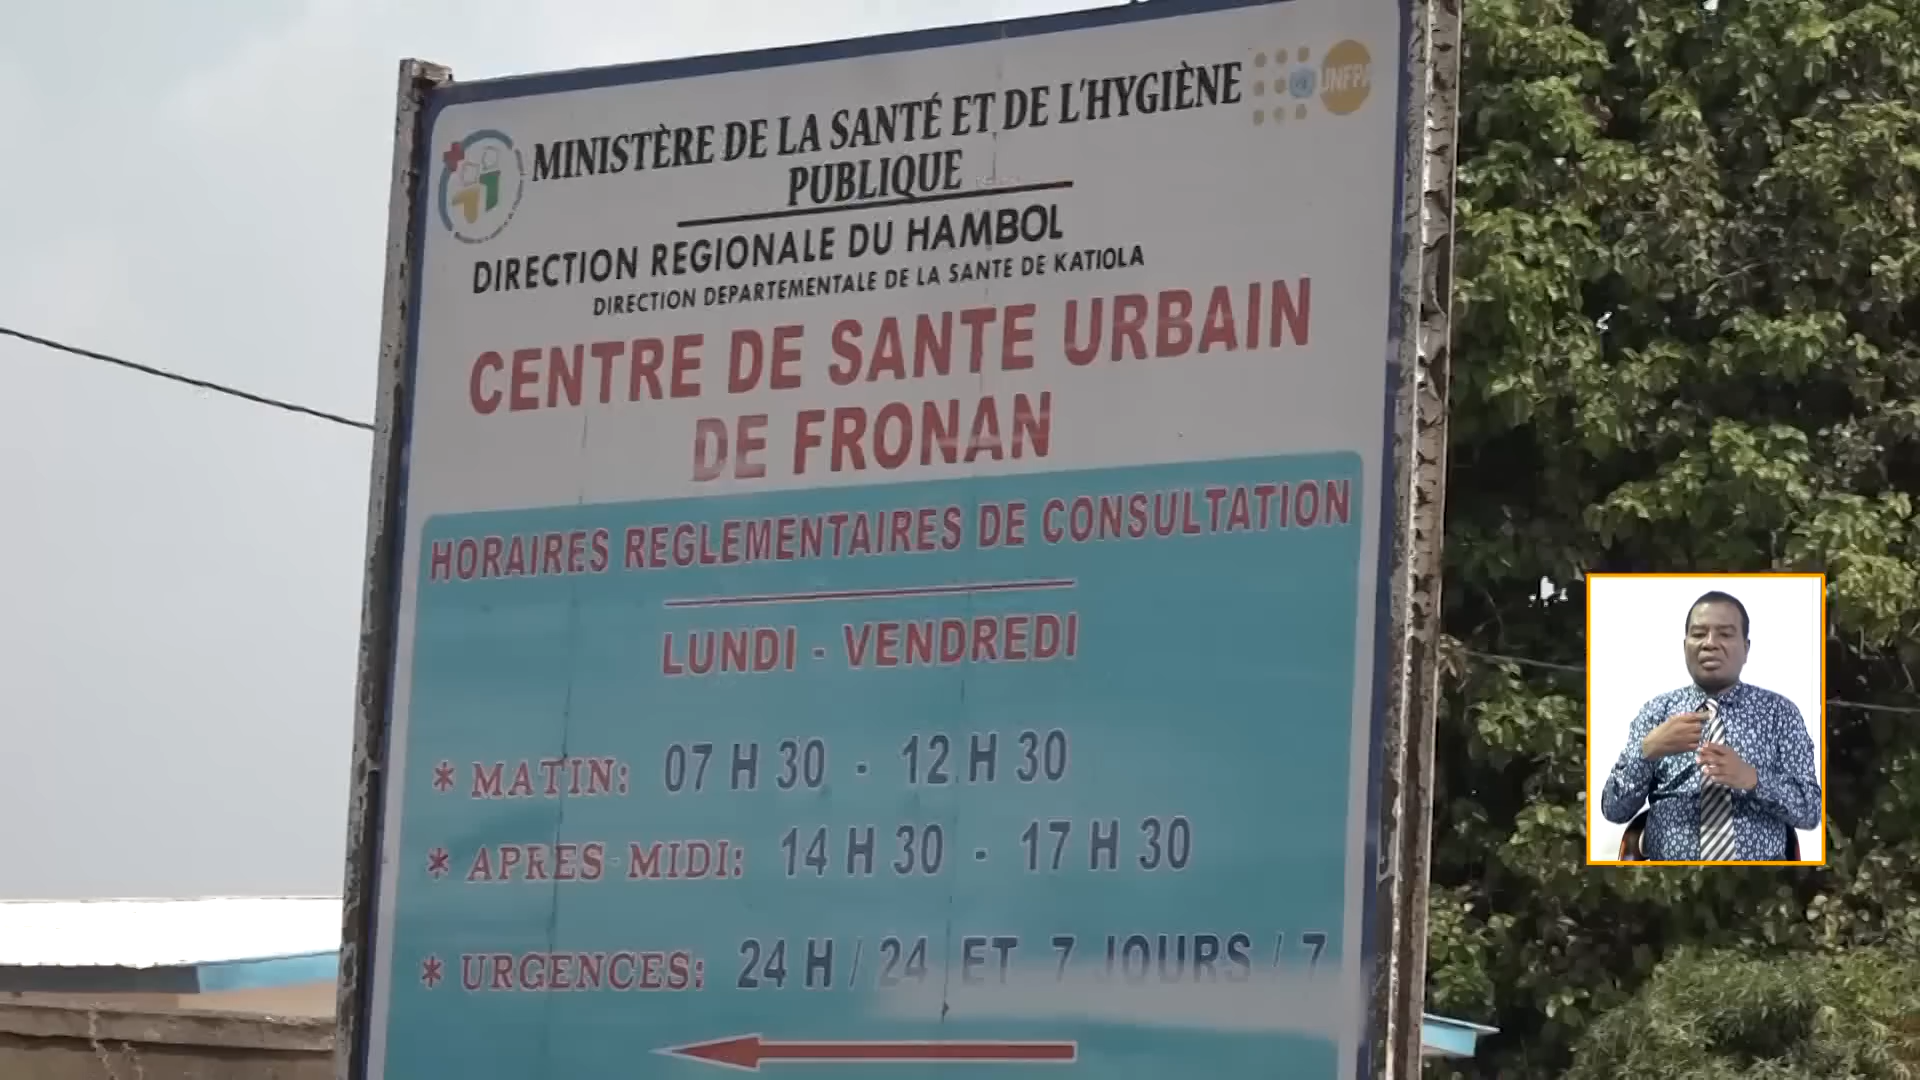 MINISTÈRE DE LA SANTÉ ET DE L'HYGIÈNE
PUBLIQUE
UNFPA
DIRECTION REGIONALE DU HAMBOL
DIRECTION DEPARTEMENTALE DE LA SANTE DE KATIOLA
CENTRE DE SANTE URBAIN
DE FRONAN
HORAIRES REGLEMENTAIRES DE CONSULTATION
LUNDI - VENDREDI
* MATIN: 07 H 30 - 12 H 30
* APRES-MIDI: 14 H 30 - 17 H 30
* URGENCES: 24 H / 24 ET 7 JOURS / 7